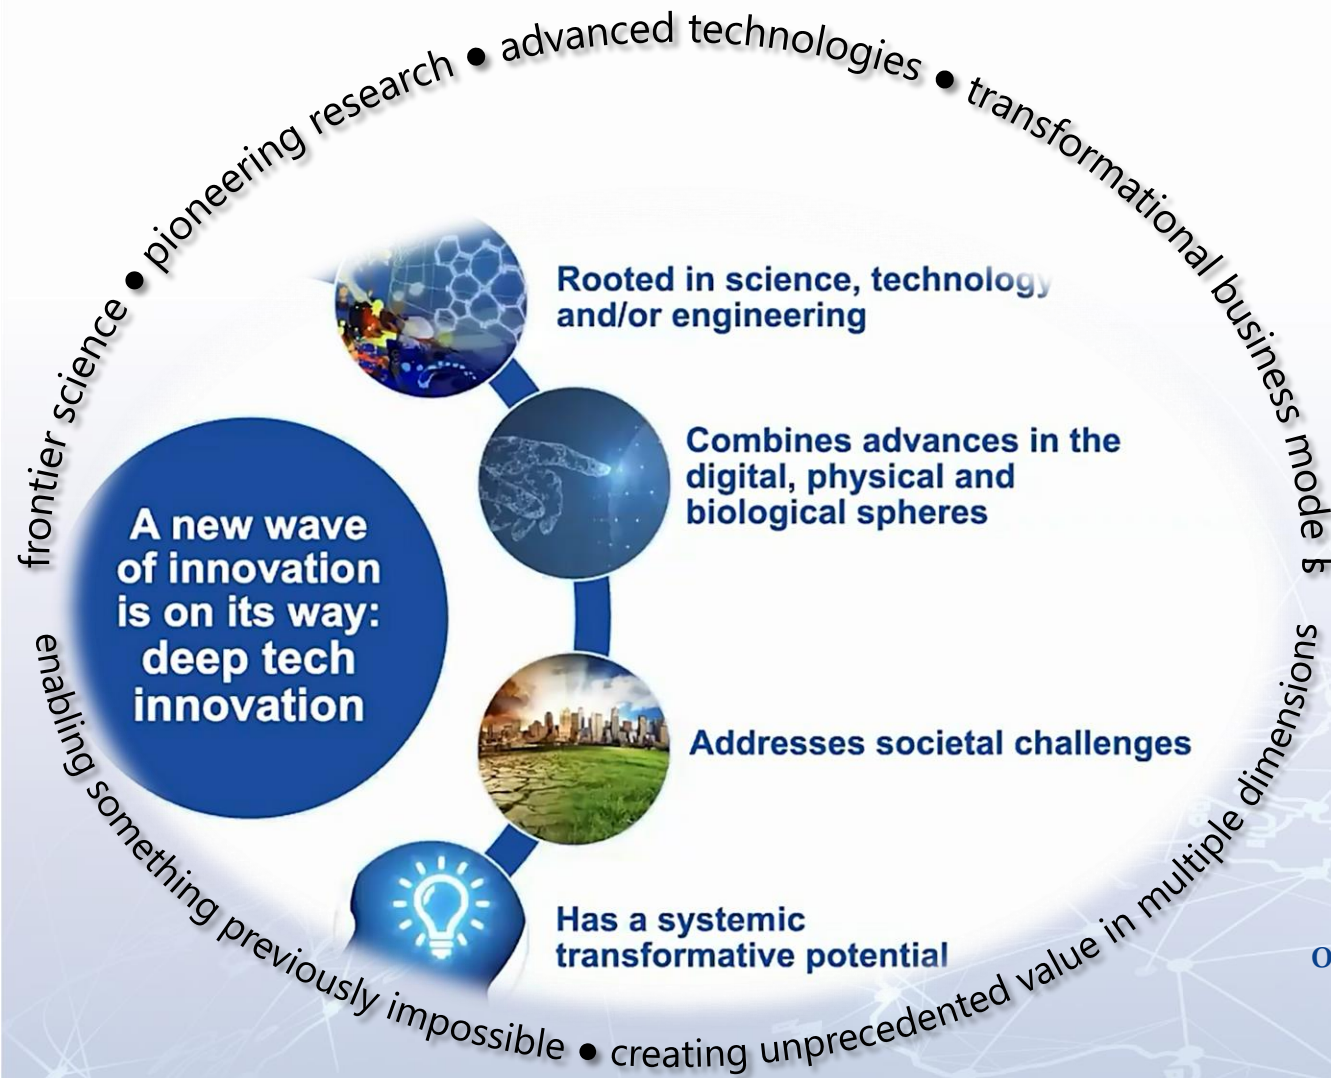 frontier science ● pioneering research ● advanced technologies ● transformational business models
Rooted in science, technology
and/or engineering
Combines advances in the
digital, physical and
biological spheres
A new wave
of innovation
is on its way:
deep tech
innovation
Addresses societal challenges
Has a systemic
transformative potential
enabling something previously impossible ● creating unprecedented value in multiple dimensions
O